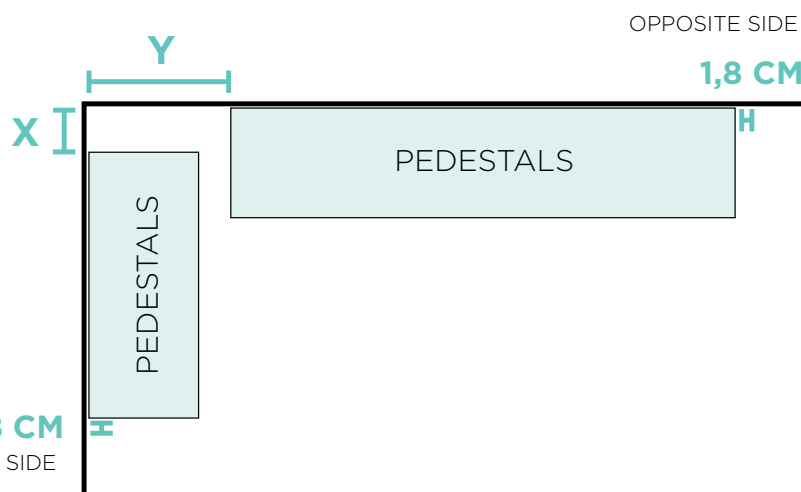 OPPOSITE SIDE
Y
1,8 CM
X
PEDESTALS
PEDESTALS
CM
SIDE